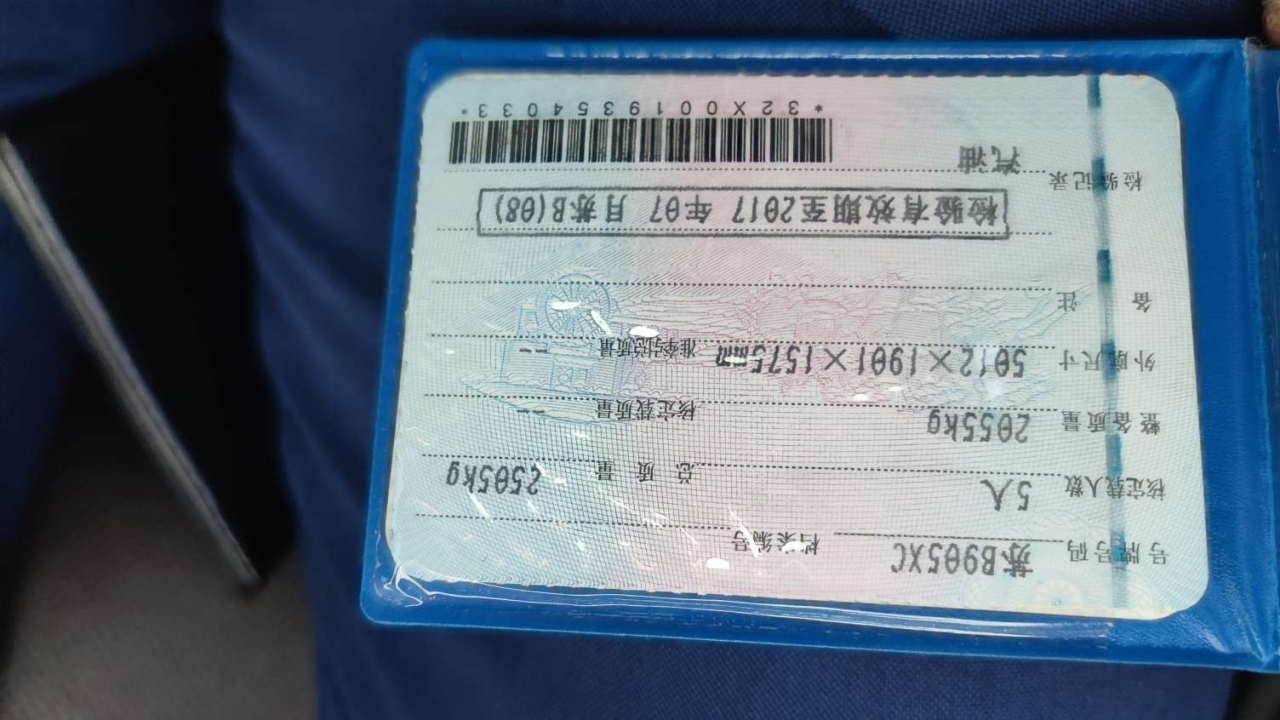 号牌号码 苏B905XC 档案编号
核定载人数 5人 总质量 2505kg
整备质量 2055kg 核定载质量 --
外廓尺寸 5012×1901×1575mm 准牵引总质量 --
备注
检验有效期至2017 年07 月苏B(08)
检验记录
汽油
*32X0019354033*